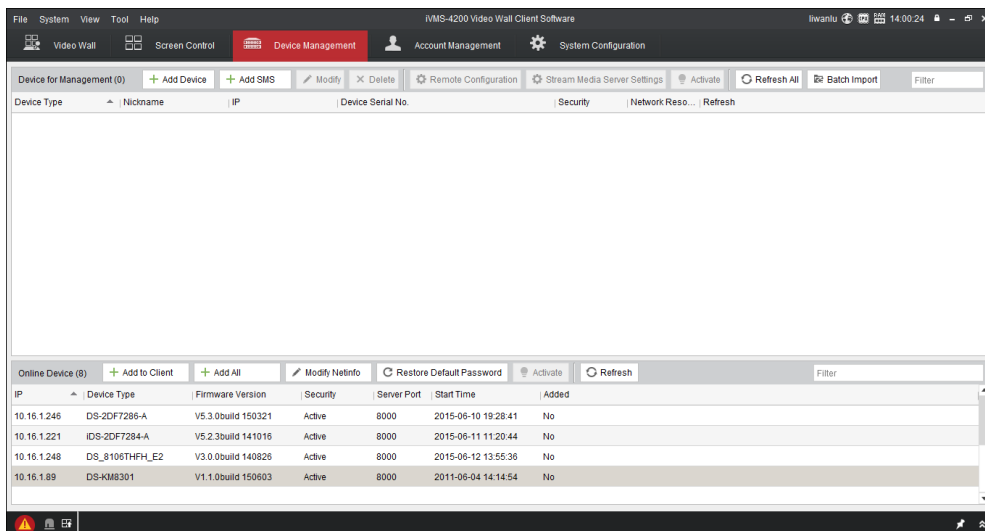 File System View Tool Help iVMS-4200 Video Wall Client Software liwanlu 14:00:24
Video Wall Screen Control Device Management Account Management System Configuration
Device for Management (0) Add Device Add SMS Modify Delete Remote Configuration Stream Media Server Settings Activate Refresh All Batch Import Filter
Device Type Nickname IP Device Serial No. Security Network Reso... Refresh
Online Device (8) Add to Client Add All Modify Netinfo Restore Default Password Activate Refresh Filter
IP Device Type Firmware Version Security Server Port Start Time Added
10.16.1.246 DS-2DF7286-A V5.3.0build 150321 Active 8000 2015-06-10 19:28:41 No
10.16.1.221 iDS-2DF7284-A V5.2.3build 141016 Active 8000 2015-06-11 11:20:44 No
10.16.1.248 DS_8106THFH_E2 V3.0.0build 140826 Active 8000 2015-06-12 13:55:36 No
10.16.1.89 DS-KM8301 V1.1.0build 150603 Active 8000 2011-06-04 14:14:54 No